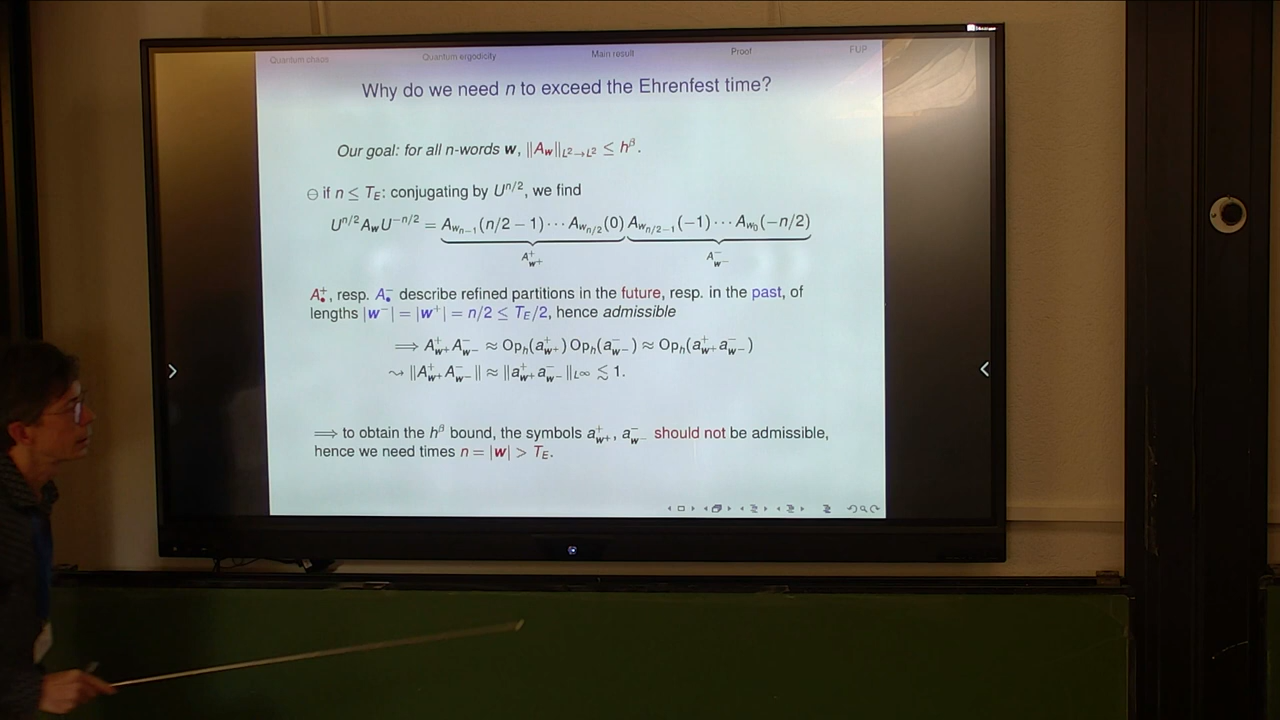 Quantum chaos Quantum ergodicity Main result Proof FUP
Why do we need n to exceed the Ehrenfest time?
Our goal: for all n-words w, ‖A_w‖_{L²→L²} ≤ h^β.
⊖ if n ≤ T_E: conjugating by U^{n/2}, we find
U^{n/2} A_w U^{-n/2} = A_{w_{n-1}}(n/2 − 1) ··· A_{w_{n/2}}(0) A_{w_{n/2-1}}(−1) ··· A_{w_0}(−n/2)
A^+_{w^+} A^-_{w^-}
A^+_•, resp. A^-_• describe refined partitions in the future, resp. in the past, of
lengths |w^-| = |w^+| = n/2 ≤ T_E/2, hence admissible
⟹ A^+_{w^+} A^-_{w^-} ≈ Op_h(a^+_{w^+}) Op_h(a^-_{w^-}) ≈ Op_h(a^+_{w^+} a^-_{w^-})
⇝ ‖A^+_{w^+} A^-_{w^-}‖ ≈ ‖a^+_{w^+} a^-_{w^-}‖_{L^∞} ≲ 1.
⟹ to obtain the h^β bound, the symbols a^+_{w^+}, a^-_{w^-} should not be admissible,
hence we need times n = |w| > T_E.